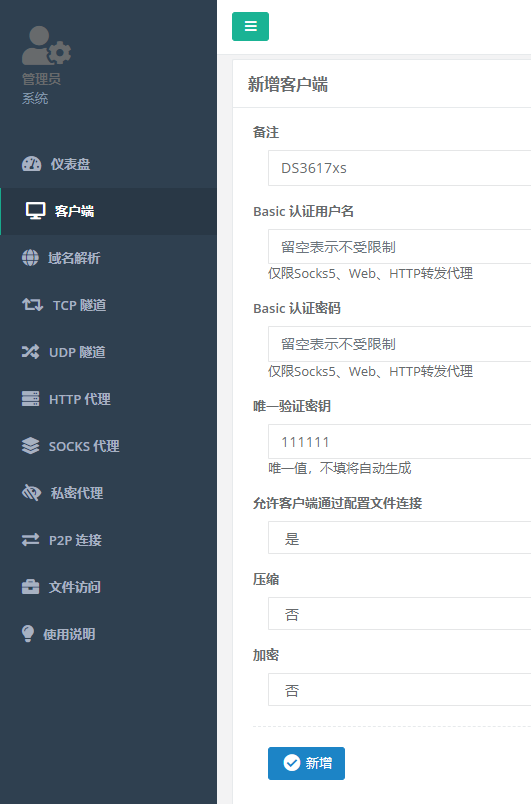 管理员
系统
仪表盘
客户端
域名解析
TCP 隧道
UDP 隧道
HTTP 代理
SOCKS 代理
私密代理
P2P 连接
文件访问
使用说明
新增客户端
备注
DS3617xs
Basic 认证用户名
留空表示不受限制
仅限Socks5、Web、HTTP转发代理
Basic 认证密码
留空表示不受限制
仅限Socks5、Web、HTTP转发代理
唯一验证密钥
111111
唯一值，不填将自动生成
允许客户端通过配置文件连接
是
压缩
否
加密
否
新增